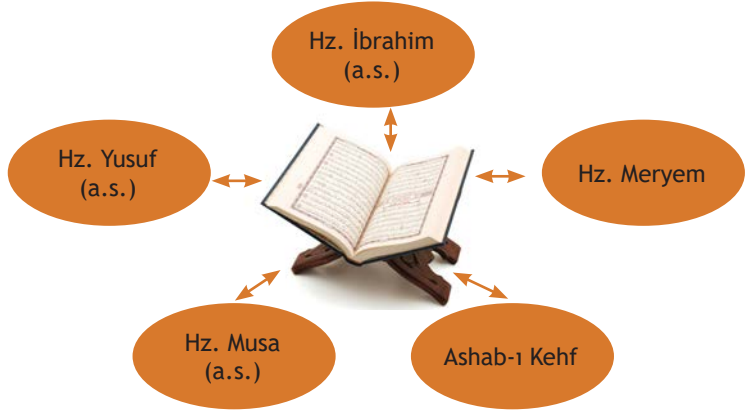 Hz. İbrahim
(a.s.)
Hz. Yusuf
(a.s.)
Hz. Meryem
Hz. Musa
(a.s.)
Ashab-ı Kehf